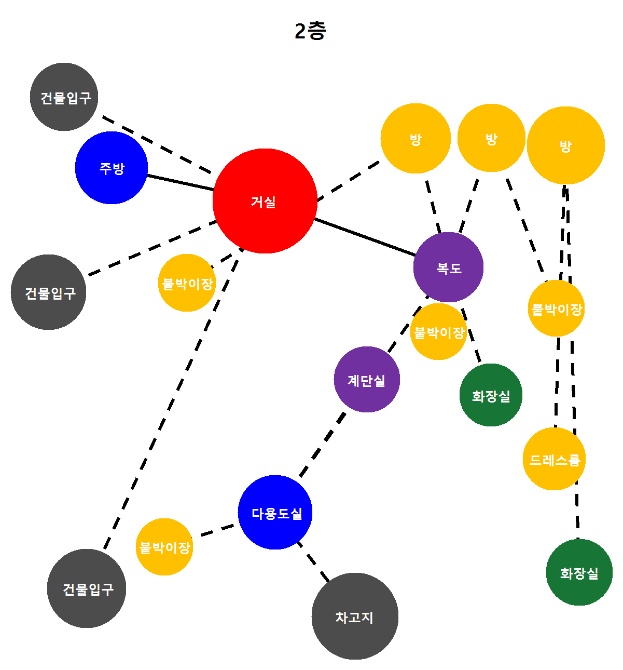 2층
건물입구
주방
거실
방
방
방
건물입구
붙박이장
복도
붙박이장
붙박이장
계단실
화장실
드레스룸
다용도실
붙박이장
건물입구
차고지
화장실